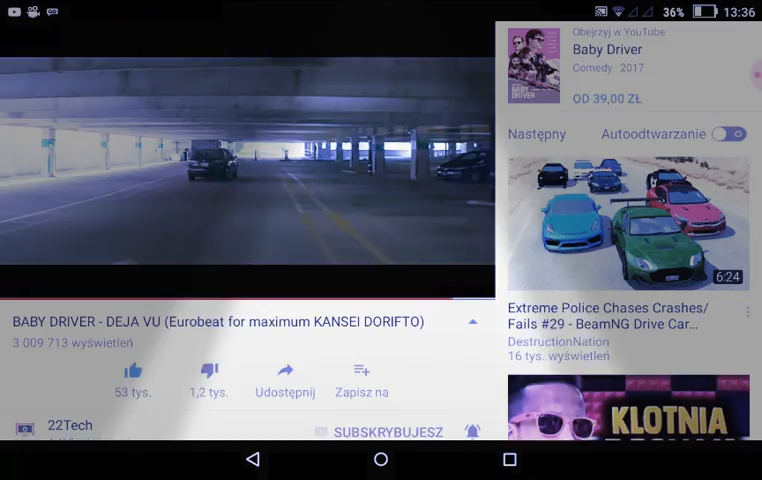 36% 13:36
Obejrzyj w YouTube
Baby Driver
Comedy · 2017
BABY DRIVER
OD 39,00 ZŁ
Następny Autoodtwarzanie
6:24
Extreme Police Chases Crashes/
Fails #29 - BeamNG Drive Car...
DestructionNation
16 tys. wyświetleń
KLOTNIA
BABY DRIVER - DEJA VU (Eurobeat for maximum KANSEI DORIFTO)
3 009 713 wyświetleń
53 tys. 1,2 tys. Udostępnij Zapisz na
22Tech
SUBSKRYBUJESZ